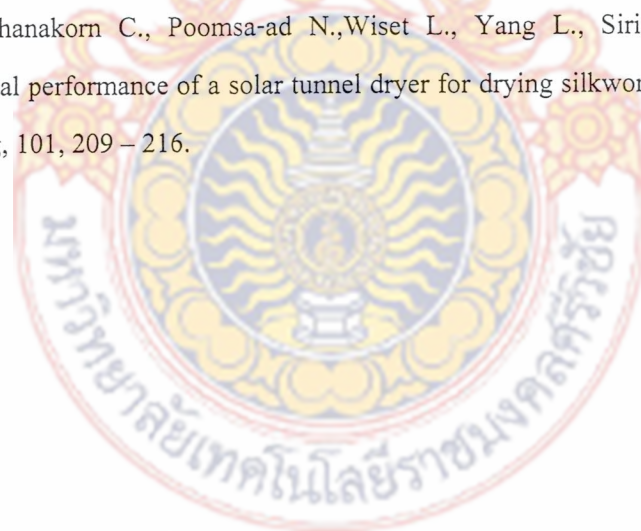 hanakorn C., Poomsa-ad N.,Wiset L., Yang L., Siri
al performance of a solar tunnel dryer for drying silkwor
, 101, 209 – 216.
มหาวิทยาลัยเทคโนโลยีราชมงคลศรีวิชัย